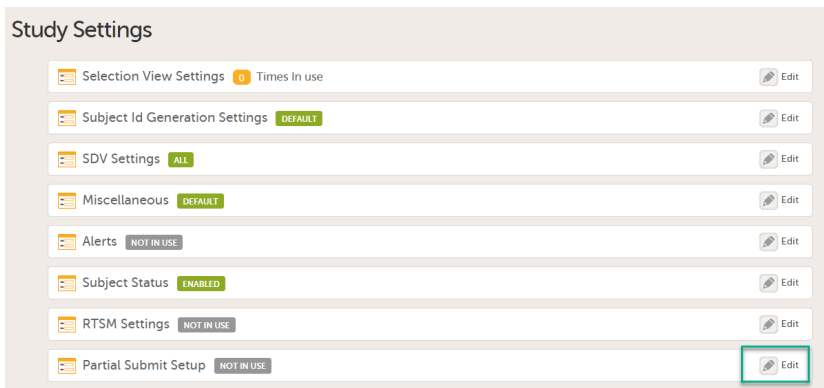 Study Settings
Selection View Settings 0 Times In use Edit
Subject Id Generation Settings DEFAULT Edit
SDV Settings ALL Edit
Miscellaneous DEFAULT Edit
Alerts NOT IN USE Edit
Subject Status ENABLED Edit
RTSM Settings NOT IN USE Edit
Partial Submit Setup NOT IN USE Edit